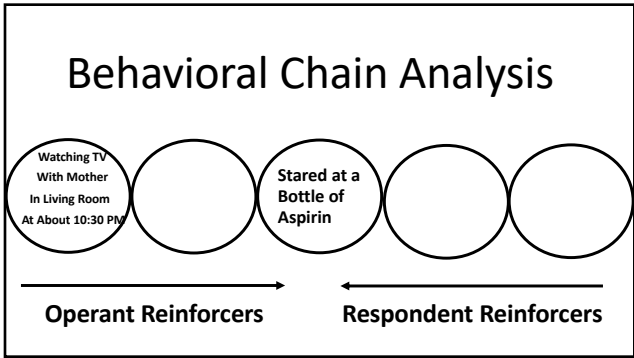 Behavioral Chain Analysis
Watching TV
With Mother
In Living Room
At About 10:30 PM
Stared at a
Bottle of
Aspirin
Operant Reinforcers
Respondent Reinforcers